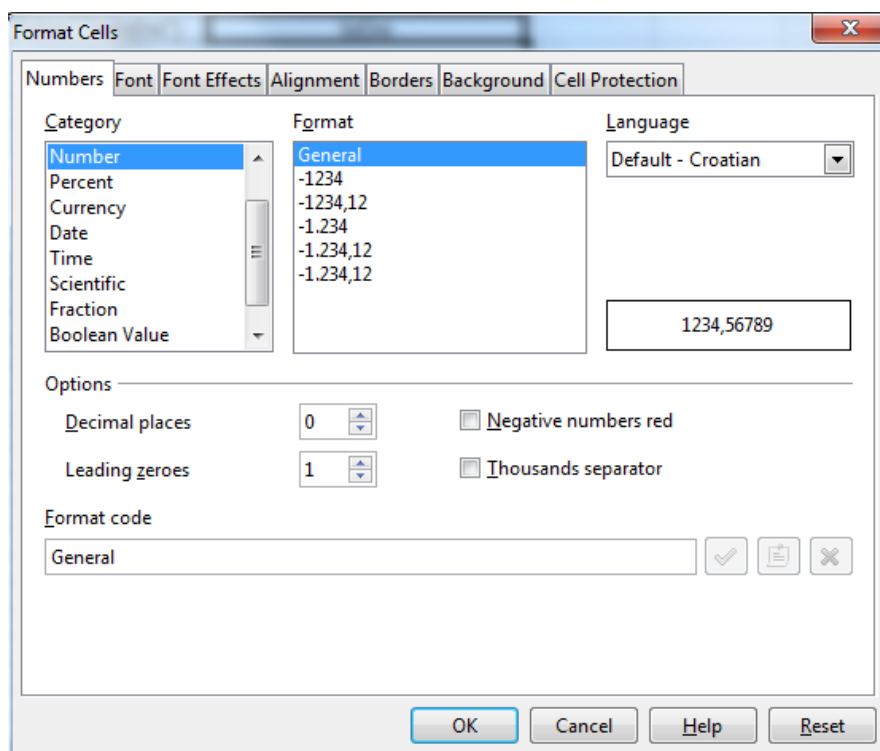 Format Cells
Numbers Font Font Effects Alignment Borders Background Cell Protection
Category
Number
Percent
Currency
Date
Time
Scientific
Fraction
Boolean Value
Format
General
-1234
-1234,12
-1.234
-1.234,12
-1.234,12
Language
Default - Croatian
1234,56789
Options
Decimal places 0 Negative numbers red
Leading zeroes 1 Thousands separator
Format code
General
OK Cancel Help Reset